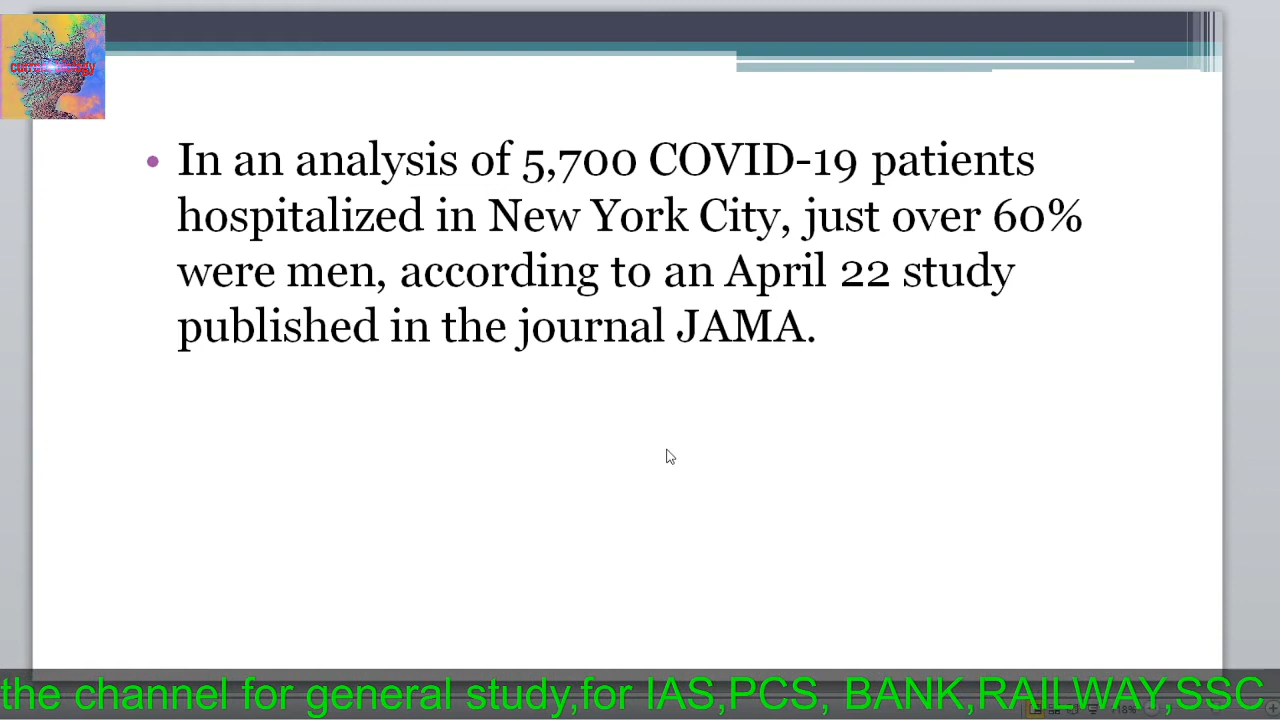 In an analysis of 5,700 COVID-19 patients
hospitalized in New York City, just over 60%
were men, according to an April 22 study
published in the journal JAMA.
the channel for general study,for IAS,PCS, BANK,RAILWAY,SSC